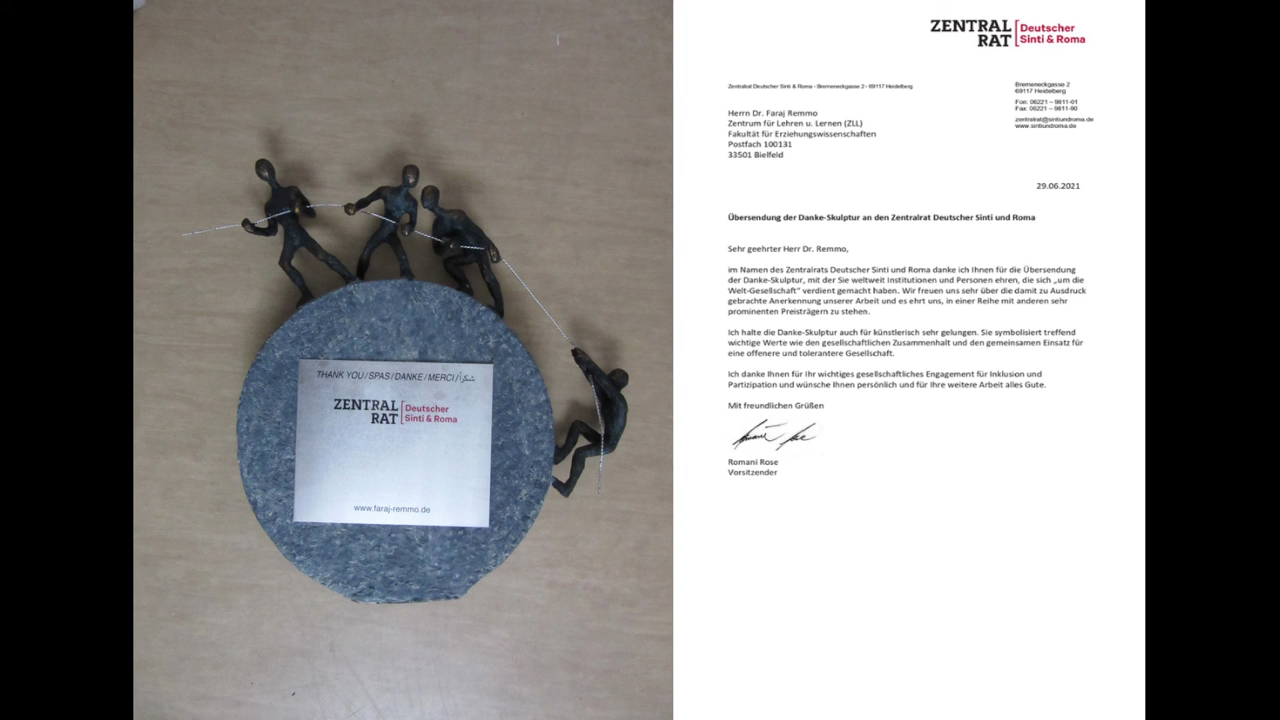 THANK YOU / SPAS / DANKE / MERCI / شكراً
ZENTRAL
RAT
Deutscher
Sinti & Roma
www.faraj-remmo.de
ZENTRAL
RAT
Deutscher
Sinti & Roma
Zentralrat Deutscher Sinti & Roma - Bremeneckgasse 2 - 69117 Heidelberg
Bremeneckgasse 2
69117 Heidelberg
Fon: 06221 – 9811-01
Fax: 06221 – 9811-90
zentralrat@sintiundroma.de
www.sintiundroma.de
Herrn Dr. Faraj Remmo
Zentrum für Lehren u. Lernen (ZLL)
Fakultät für Erziehungswissenschaften
Postfach 100131
33501 Bielfeld
29.06.2021
Übersendung der Danke-Skulptur an den Zentralrat Deutscher Sinti und Roma
Sehr geehrter Herr Dr. Remmo,
im Namen des Zentralrats Deutscher Sinti und Roma danke ich Ihnen für die Übersendung
der Danke-Skulptur, mit der Sie weltweit Institutionen und Personen ehren, die sich „um die
Welt-Gesellschaft“ verdient gemacht haben. Wir freuen uns sehr über die damit zu Ausdruck
gebrachte Anerkennung unserer Arbeit und es ehrt uns, in einer Reihe mit anderen sehr
prominenten Preisträgern zu stehen.
Ich halte die Danke-Skulptur auch für künstlerisch sehr gelungen. Sie symbolisiert treffend
wichtige Werte wie den gesellschaftlichen Zusammenhalt und den gemeinsamen Einsatz für
eine offenere und tolerantere Gesellschaft.
Ich danke Ihnen für Ihr wichtiges gesellschaftliches Engagement für Inklusion und
Partizipation und wünsche Ihnen persönlich und für Ihre weitere Arbeit alles Gute.
Mit freundlichen Grüßen
Romani Rose
Vorsitzender